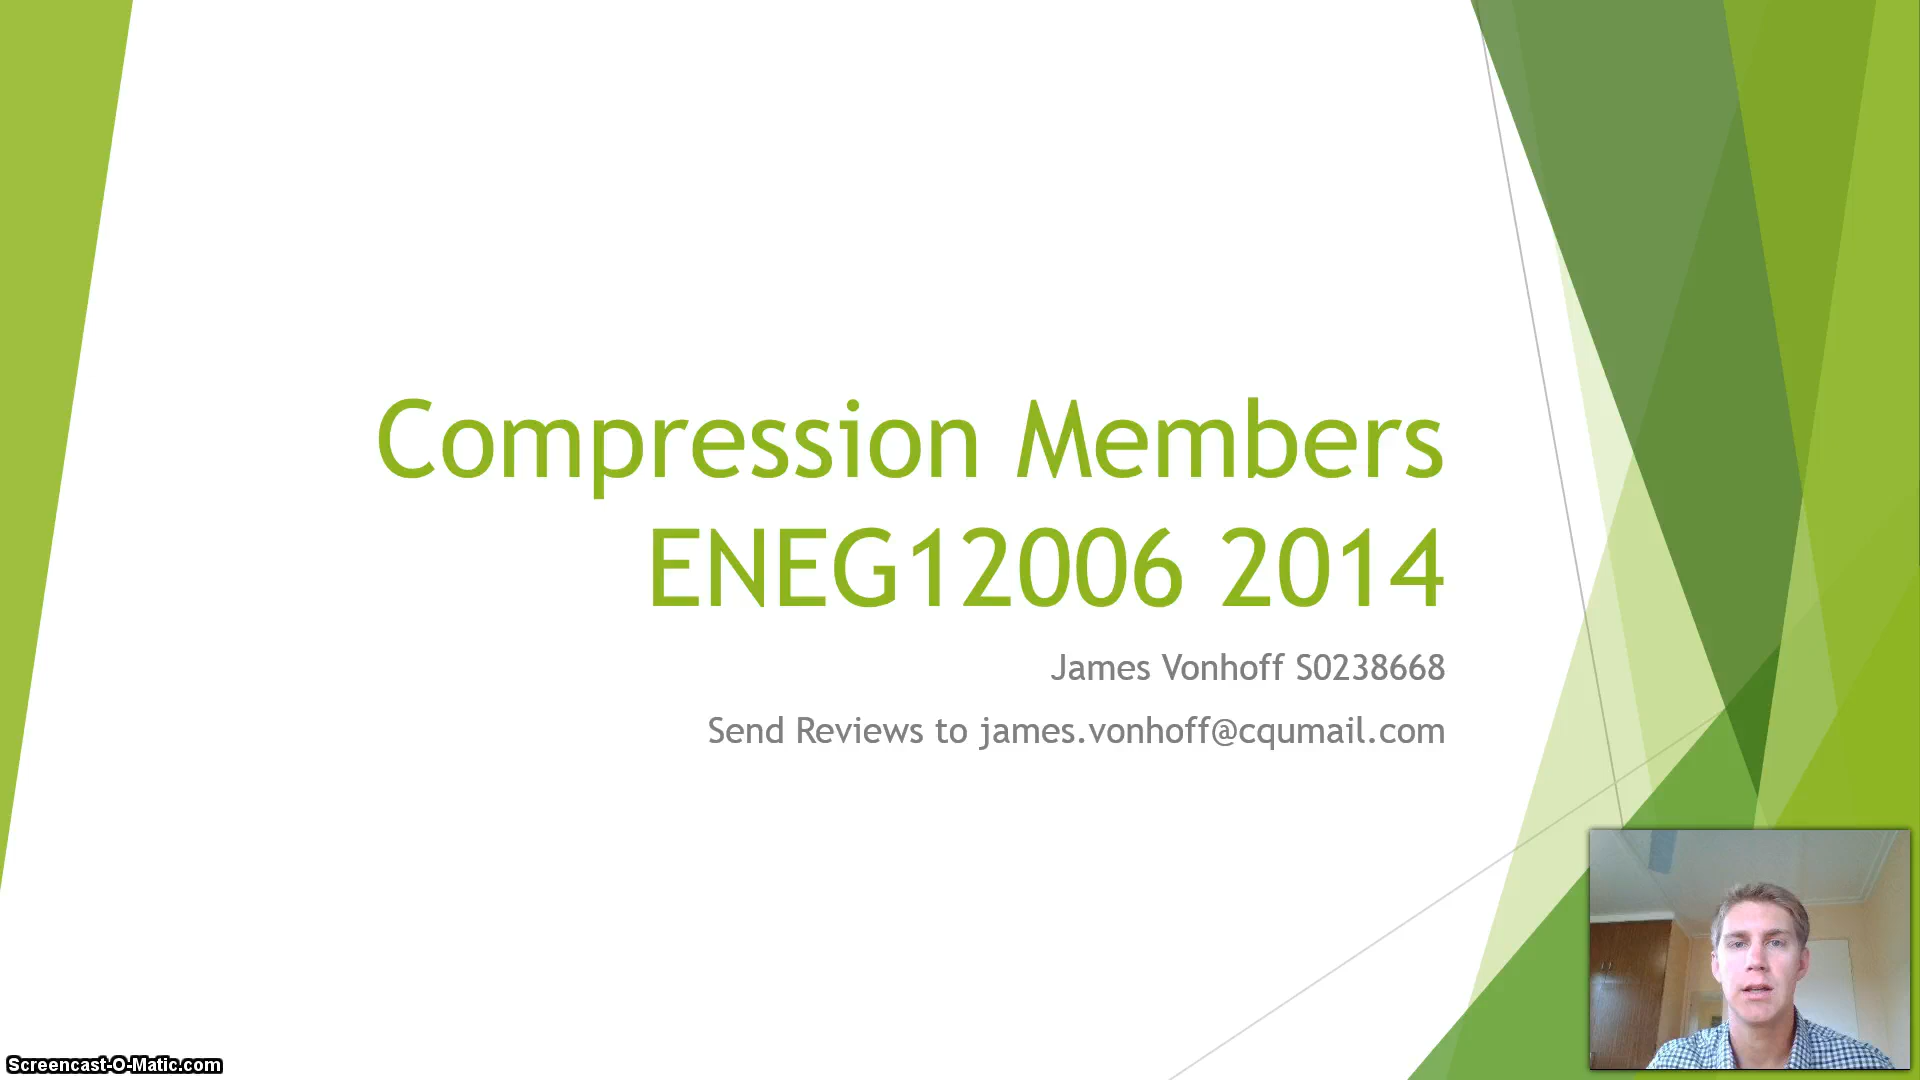 Compression Members
ENEG12006 2014
James Vonhoff S0238668
Send Reviews to james.vonhoff@cqumail.com
Screencast-O-Matic.com